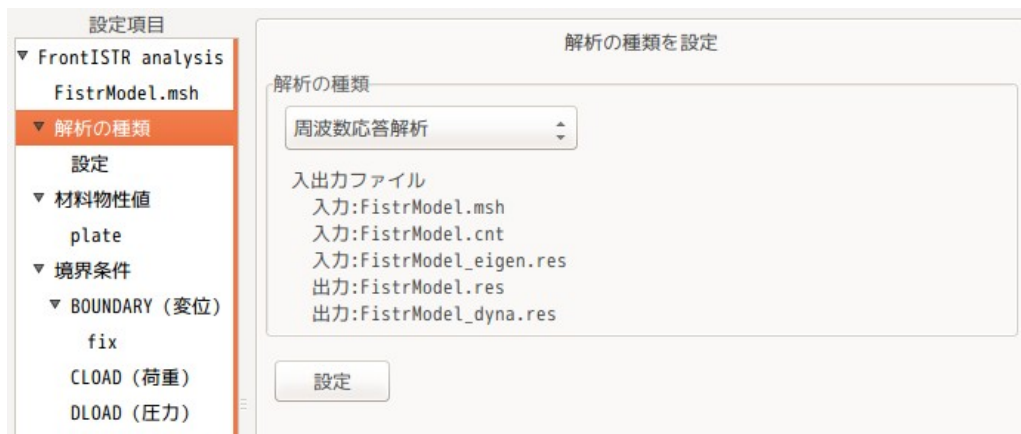 設定項目
FrontISTR analysis
FistrModel.msh
解析の種類
設定
材料物性値
plate
境界条件
BOUNDARY (変位)
fix
CLOAD (荷重)
DLOAD (圧力)
解析の種類を設定
解析の種類
周波数応答解析
入出力ファイル
入力:FistrModel.msh
入力:FistrModel.cnt
入力:FistrModel_eigen.res
出力:FistrModel.res
出力:FistrModel_dyna.res
設定